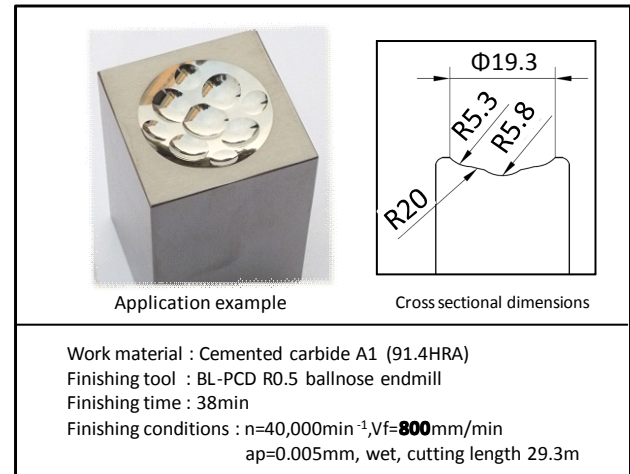 Φ19.3
R5.3
R5.8
R20
Application example
Cross sectional dimensions
Work material : Cemented carbide A1 (91.4HRA)
Finishing tool : BL-PCD R0.5 ballnose endmill
Finishing time : 38min
Finishing conditions : n=40,000min⁻¹,Vf=800mm/min
ap=0.005mm, wet, cutting length 29.3m